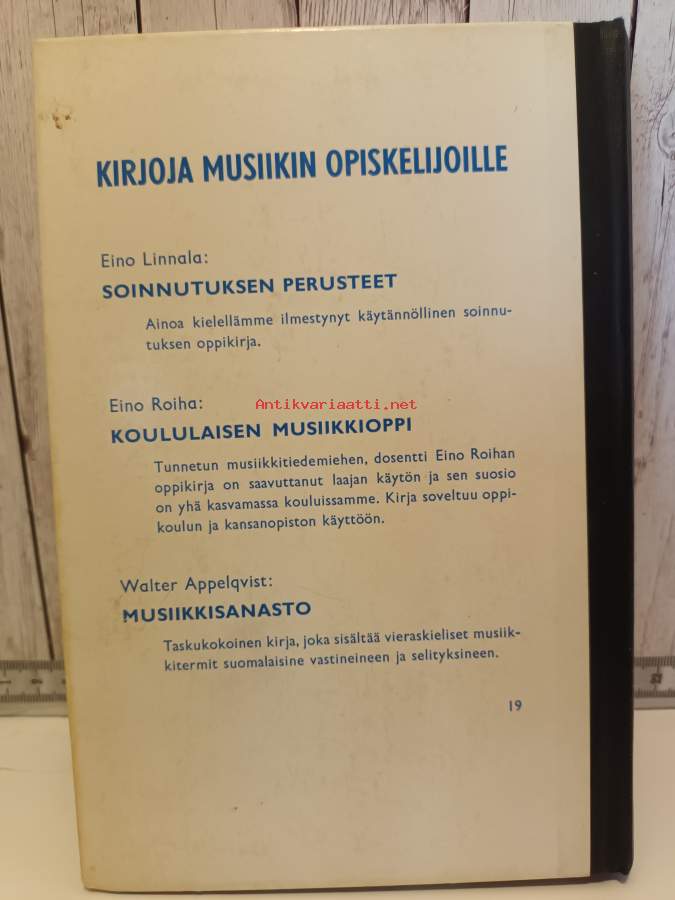 KIRJOJA MUSIIKIN OPISKELIJOILLE
Eino Linnala:
SOINNUTUKSEN PERUSTEET
Ainoa kielellämme ilmestynyt käytännöllinen soinnu-
tuksen oppikirja.
Eino Roiha:
Antikvariaatti.net
KOULULAISEN MUSIIKKIOPPI
Tunnetun musiikkitiedemiehen, dosentti Eino Roihan
oppikirja on saavuttanut laajan käytön ja sen suosio
on yhä kasvamassa kouluissamme. Kirja soveltuu oppi-
koulun ja kansanopiston käyttöön.
Walter Appelqvist:
MUSIIKKISANASTO
Taskukokoinen kirja, joka sisältää vieraskieliset musiik-
kitermit suomalaisine vastineineen ja selityksineen.
19